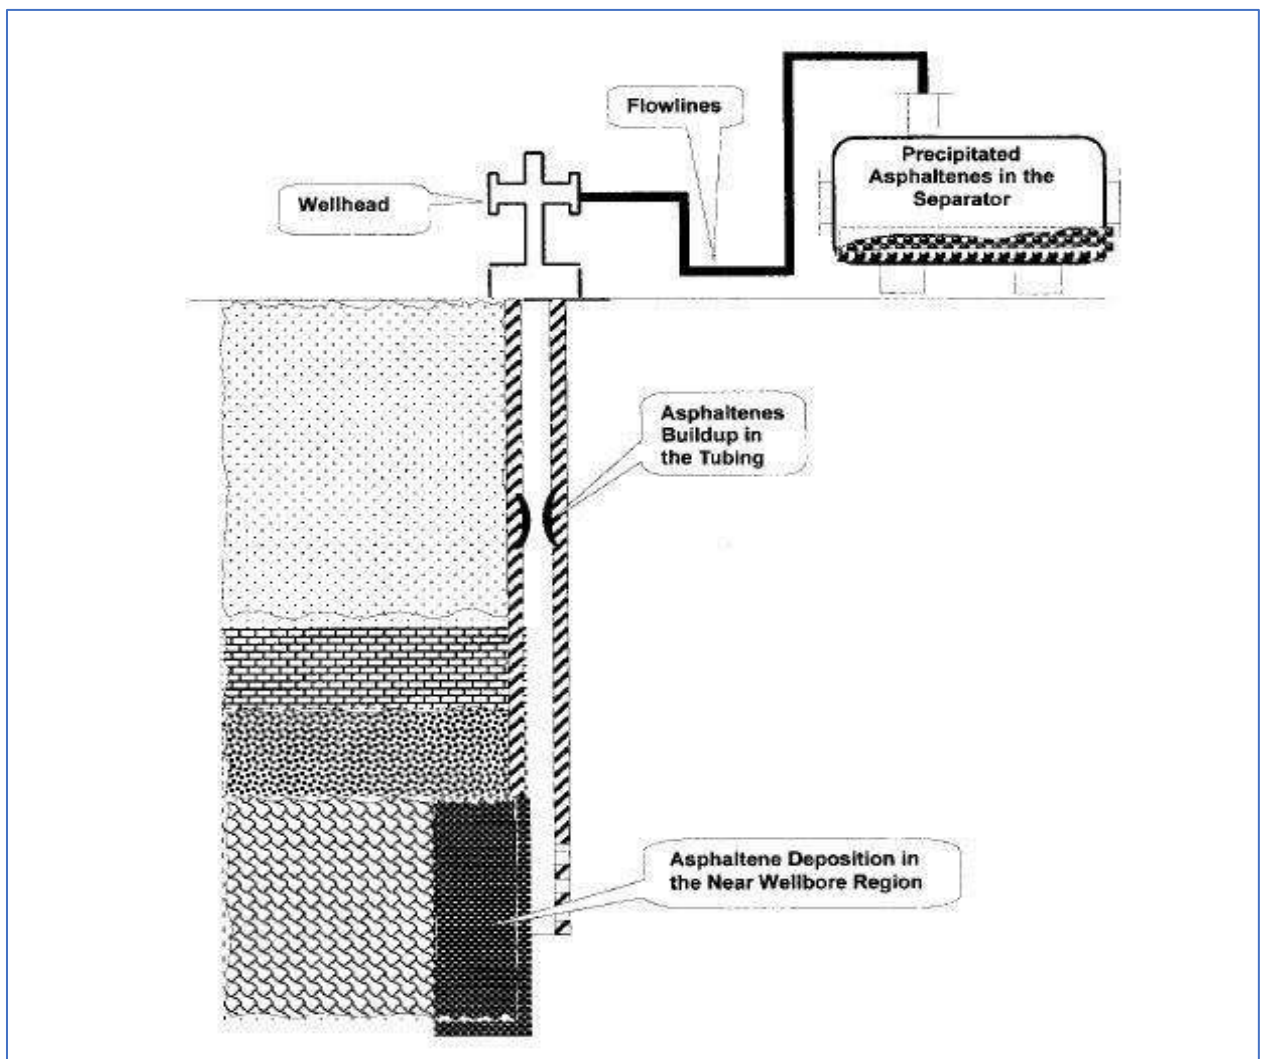 Flowlines
Precipitated
Asphaltenes in the
Separator
Wellhead
Asphaltenes
Buildup in
the Tubing
Asphaltene Deposition in
the Near Wellbore Region